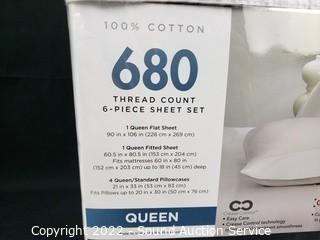 100% COTTON
680
THREAD COUNT
6-PIECE SHEET SET
1 Queen Flat Sheet
90 in x 106 in (228 cm x 269 cm)
1 Queen Fitted Sheet
60.5 in x 80.5 in (153 cm x 204 cm)
Fits mattresses 60 in x 80 in
(152 cm x 203 cm) up to 18 in (45 cm) deep
4 Queen/Standard Pillowcases
21 in x 33 in (53 cm x 83 cm)
Fits Pillows up to 20 in x 30 in (50 cm x 76 cm)
QUEEN
• Easy Care
Control technology
smoothness
Copyright 2022 - Sound Auction Service